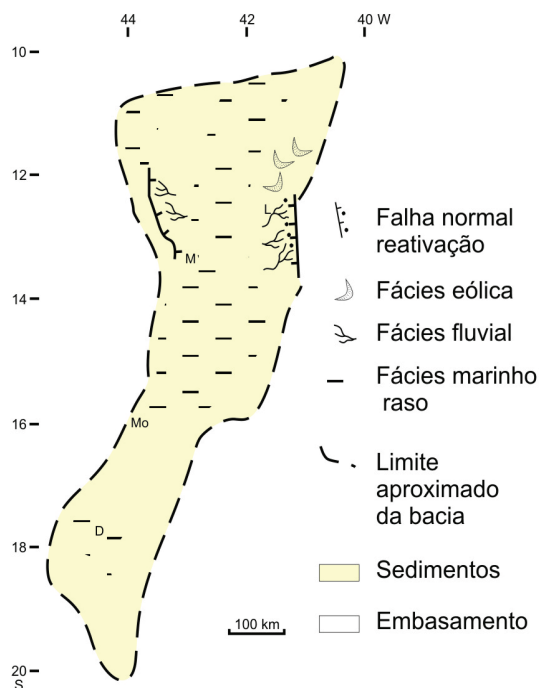 44 42 40 W
10
12
14
16
18
20
S
L
M
Mo
D
100 km
Falha normal
reativação
Fácies eólica
Fácies fluvial
Fácies marinho
raso
Limite
aproximado
da bacia
Sedimentos
Embasamento